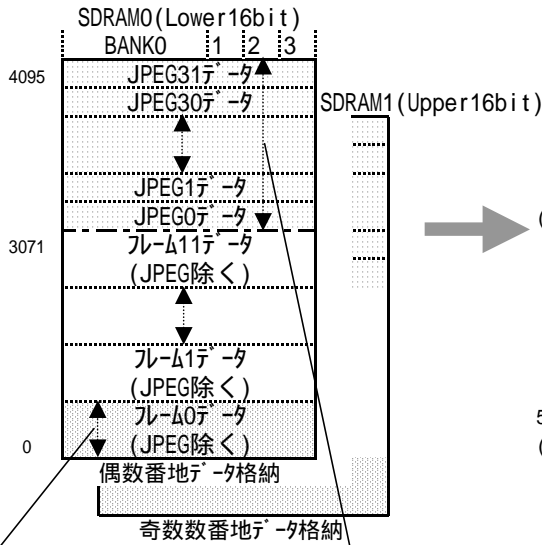 SDRAM0(Lower16bit)
BANK0 1 2 3
4095
JPEG31ﾃﾞｰﾀ
JPEG30ﾃﾞｰﾀ
SDRAM1(Upper16bit)
JPEG1ﾃﾞｰﾀ
JPEG0ﾃﾞｰﾀ
(
3071
ﾌﾚｰﾑ11ﾃﾞｰﾀ
(JPEG除く)
ﾌﾚｰﾑ1ﾃﾞｰﾀ
(JPEG除く)
ﾌﾚｰﾑ0ﾃﾞｰﾀ
5
0
(JPEG除く)
(
偶数番地ﾃﾞｰﾀ格納
奇数数番地ﾃﾞｰﾀ格納